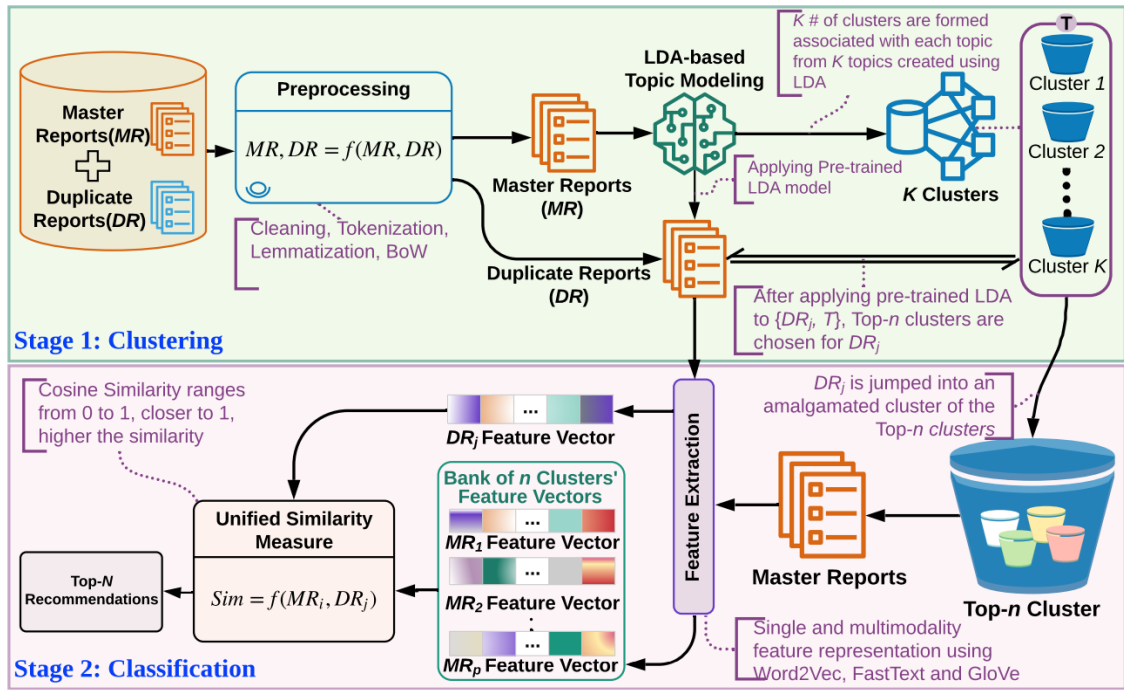 Master
Reports(MR)
Duplicate
Reports(DR)
Preprocessing
MR, DR = f(MR, DR)
Cleaning, Tokenization,
Lemmatization, BoW
Master Reports
(MR)
LDA-based
Topic Modeling
K # of clusters are formed
associated with each topic
from K topics created using
LDA
Applying Pre-trained
LDA model
K Clusters
T
Cluster 1
Cluster 2
Cluster K
Duplicate Reports
(DR)
After applying pre-trained LDA
to {DRj, T}, Top-n clusters are
chosen for DRj
Stage 1: Clustering
Cosine Similarity ranges
from 0 to 1, closer to 1,
higher the similarity
...
DRj Feature Vector
Feature Extraction
DRj is jumped into an
amalgamated cluster of the
Top-n clusters
Bank of n Clusters'
Feature Vectors
...
MR1 Feature Vector
...
MR2 Feature Vector
...
MRp Feature Vector
Unified Similarity
Measure
Sim = f(MRi, DRj)
Top-N
Recommendations
Master Reports
Top-n Cluster
Single and multimodality
feature representation using
Word2Vec, FastText and GloVe
Stage 2: Classification